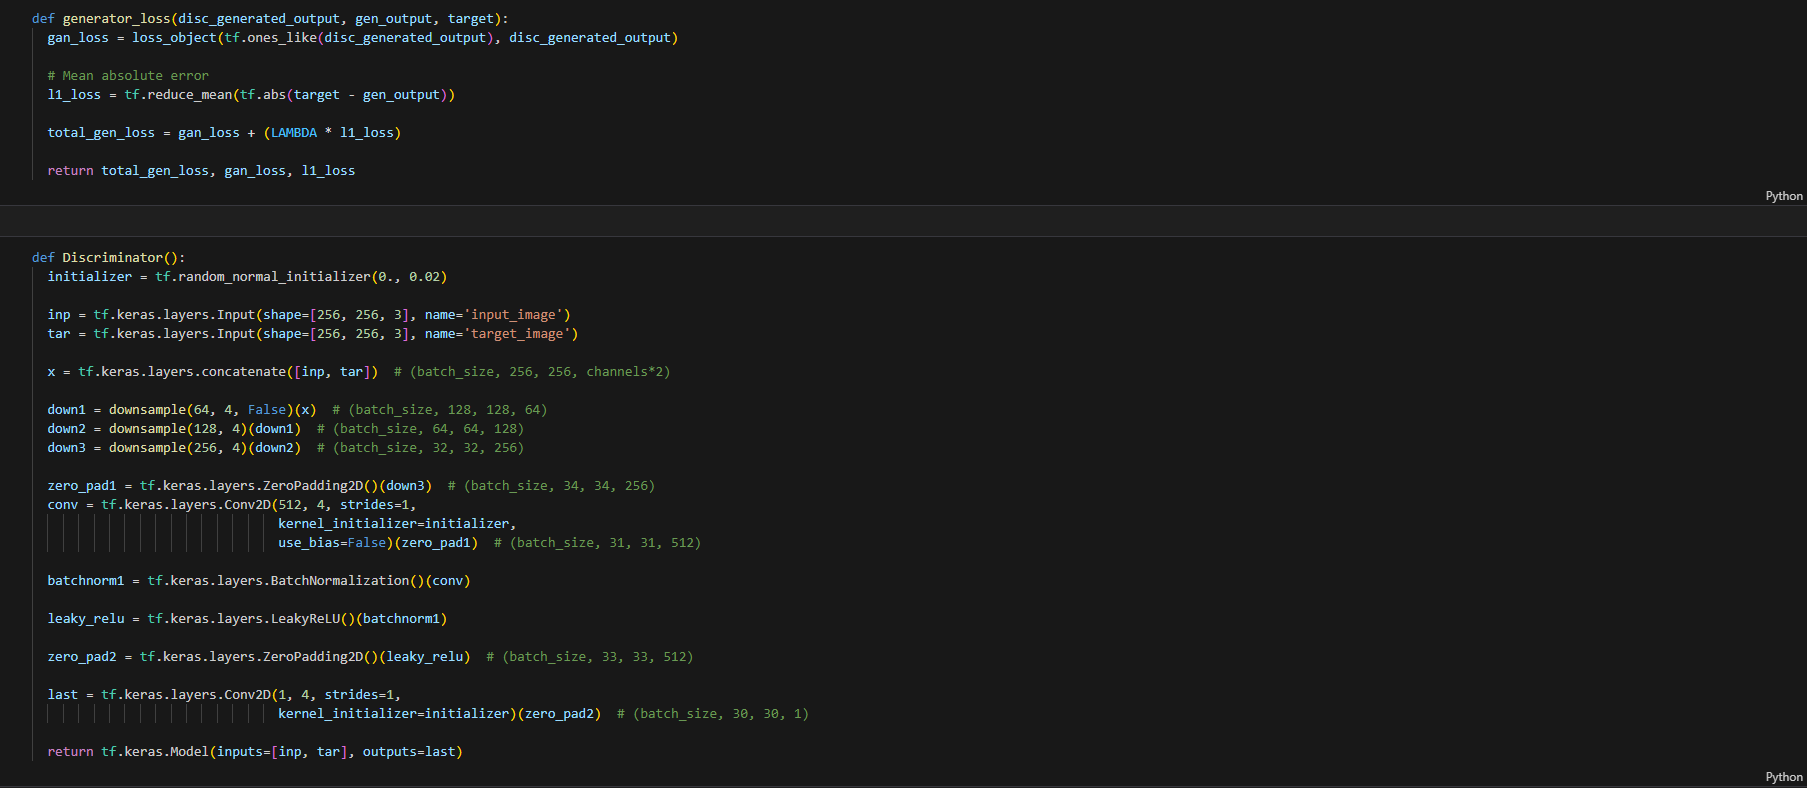 def generator_loss(disc_generated_output, gen_output, target):
  gan_loss = loss_object(tf.ones_like(disc_generated_output), disc_generated_output)
  # Mean absolute error
  l1_loss = tf.reduce_mean(tf.abs(target - gen_output))
  total_gen_loss = gan_loss + (LAMBDA * l1_loss)
  return total_gen_loss, gan_loss, l1_loss
Python
def Discriminator():
  initializer = tf.random_normal_initializer(0., 0.02)
  inp = tf.keras.layers.Input(shape=[256, 256, 3], name='input_image')
  tar = tf.keras.layers.Input(shape=[256, 256, 3], name='target_image')
  x = tf.keras.layers.concatenate([inp, tar])  # (batch_size, 256, 256, channels*2)
  down1 = downsample(64, 4, False)(x)  # (batch_size, 128, 128, 64)
  down2 = downsample(128, 4)(down1)  # (batch_size, 64, 64, 128)
  down3 = downsample(256, 4)(down2)  # (batch_size, 32, 32, 256)
  zero_pad1 = tf.keras.layers.ZeroPadding2D()(down3)  # (batch_size, 34, 34, 256)
  conv = tf.keras.layers.Conv2D(512, 4, strides=1,
                                kernel_initializer=initializer,
                                use_bias=False)(zero_pad1)  # (batch_size, 31, 31, 512)
  batchnorm1 = tf.keras.layers.BatchNormalization()(conv)
  leaky_relu = tf.keras.layers.LeakyReLU()(batchnorm1)
  zero_pad2 = tf.keras.layers.ZeroPadding2D()(leaky_relu)  # (batch_size, 33, 33, 512)
  last = tf.keras.layers.Conv2D(1, 4, strides=1,
                                kernel_initializer=initializer)(zero_pad2)  # (batch_size, 30, 30, 1)
  return tf.keras.Model(inputs=[inp, tar], outputs=last)
Python